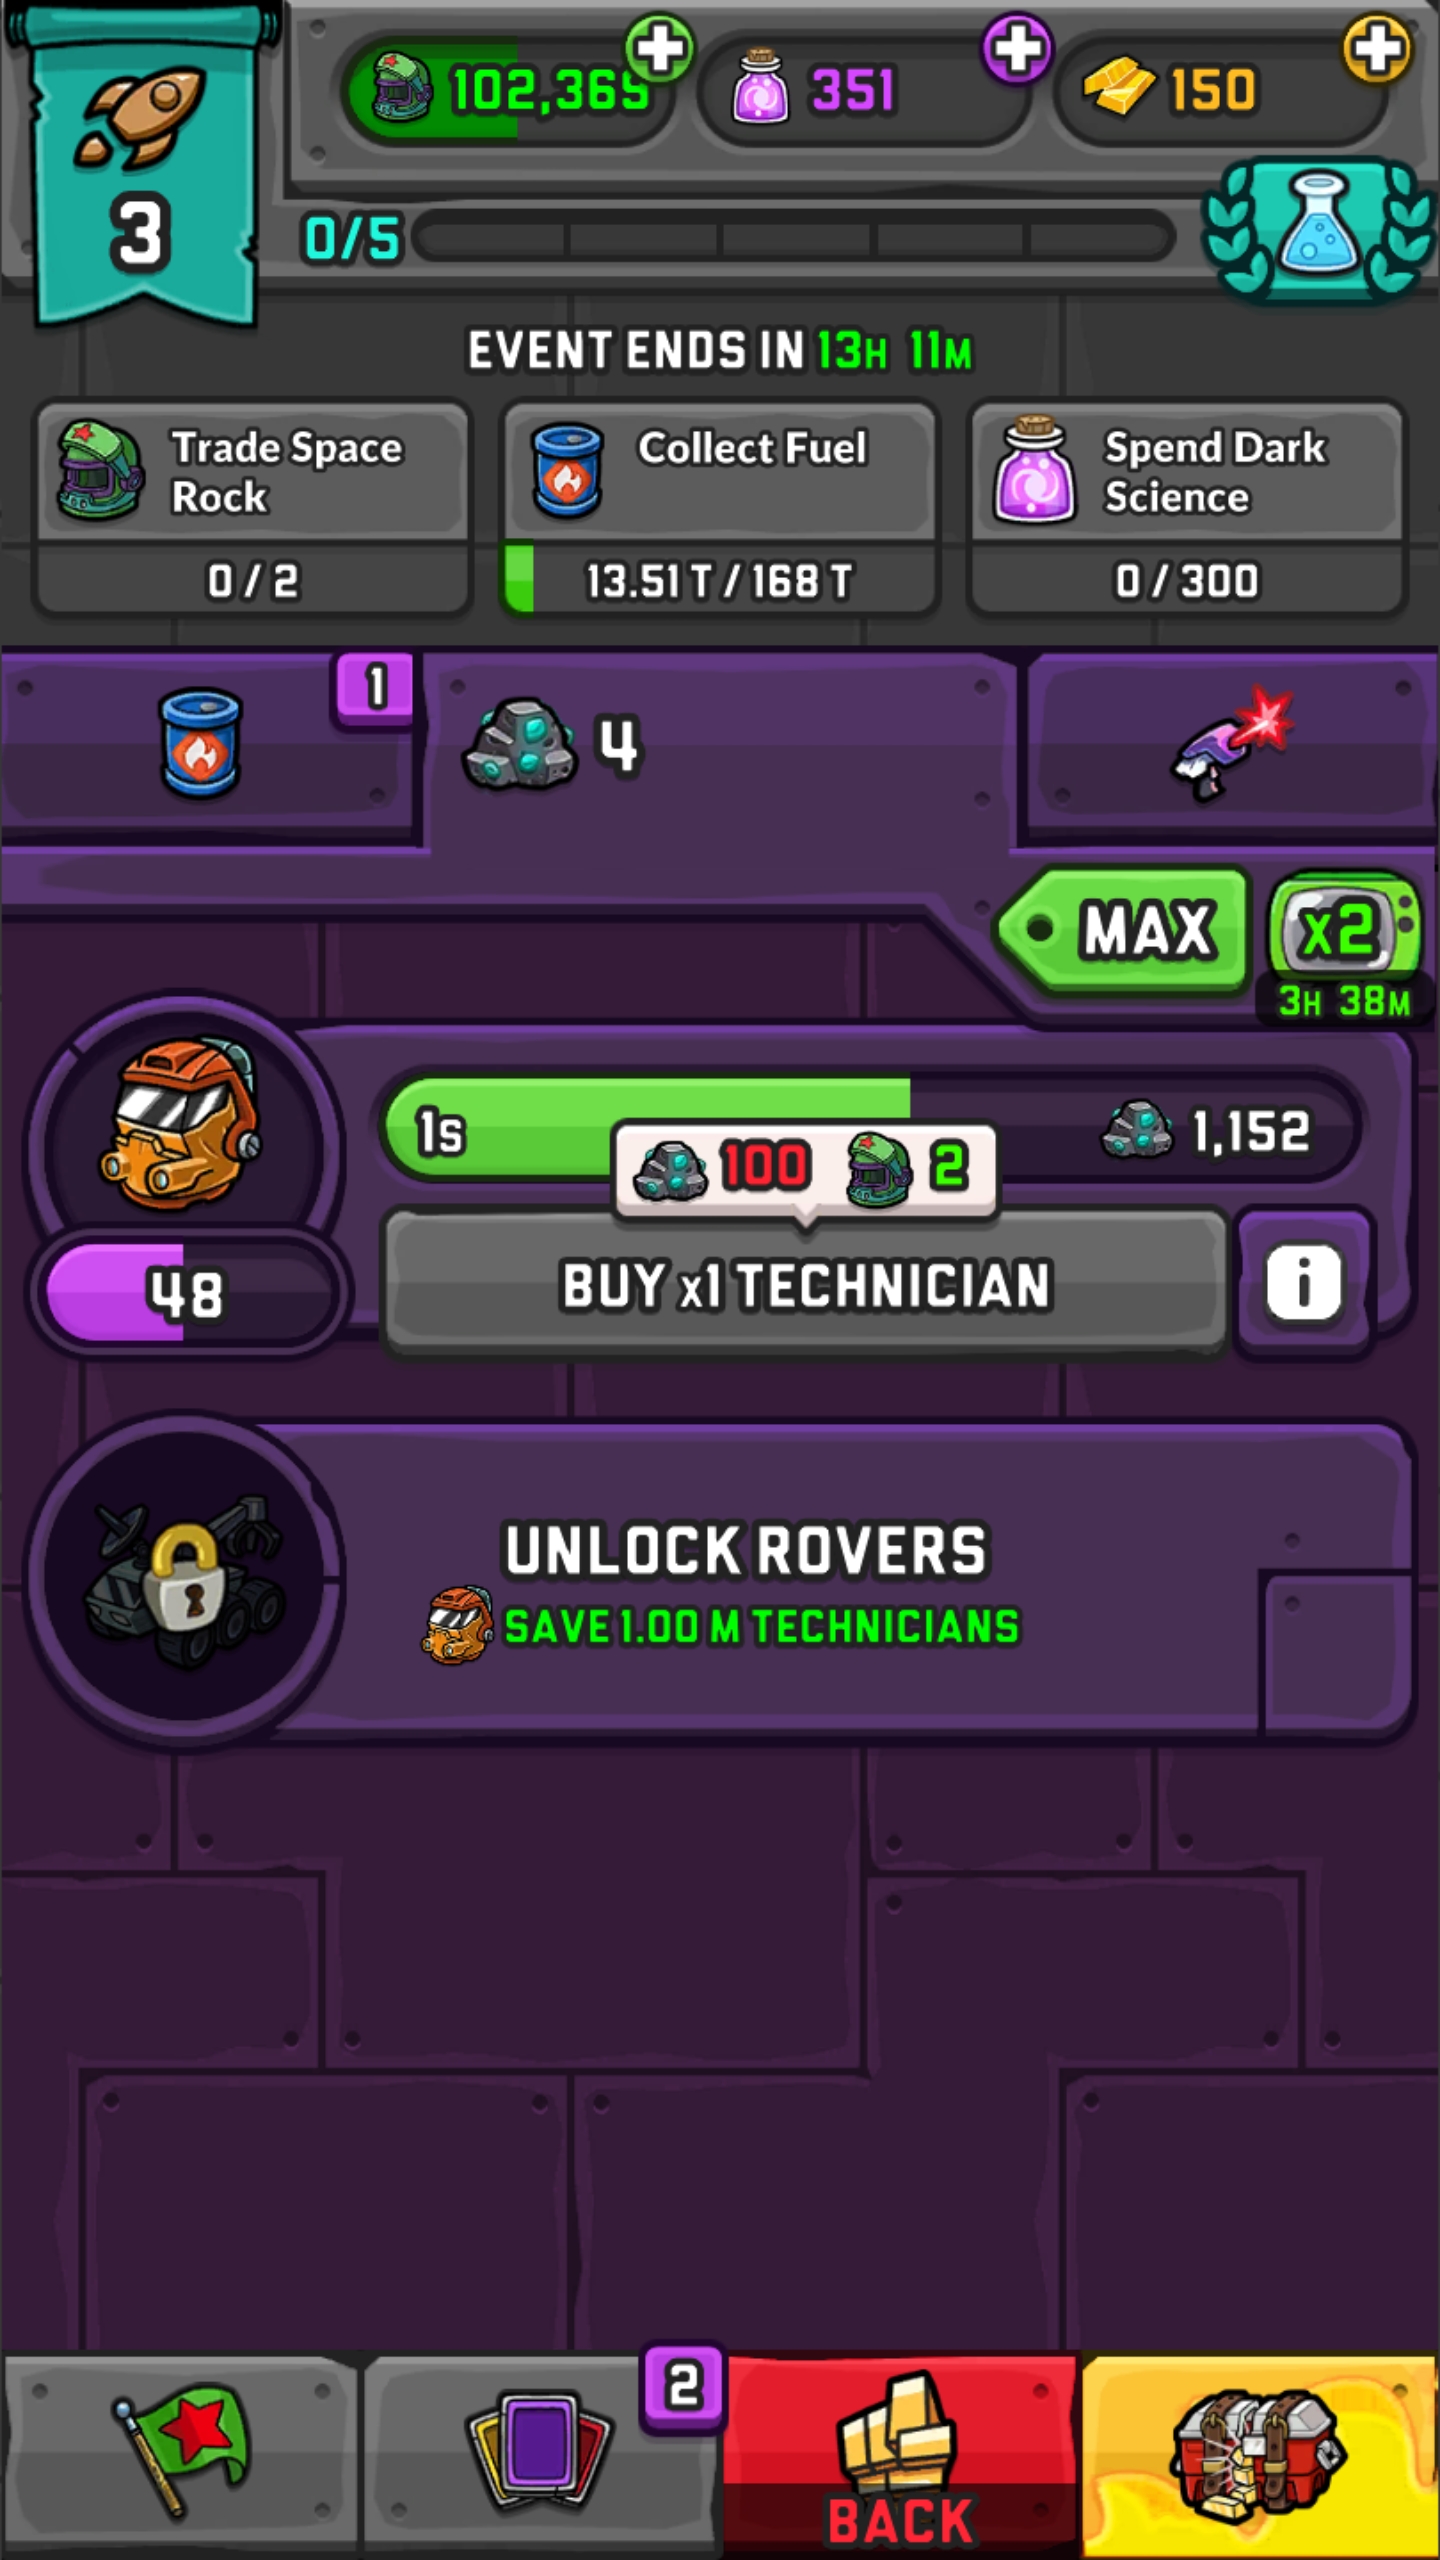 3
102,369
351
150
0/5
EVENT ENDS IN 13H 11M
Trade Space
Rock
0 / 2
Collect Fuel
13.51 T / 168 T
Spend Dark
Science
0 / 300
1
4
MAX
x2
3H 38M
1s
1,152
100
2
48
BUY x1 TECHNICIAN
i
UNLOCK ROVERS
SAVE 1.00 M TECHNICIANS
2
BACK